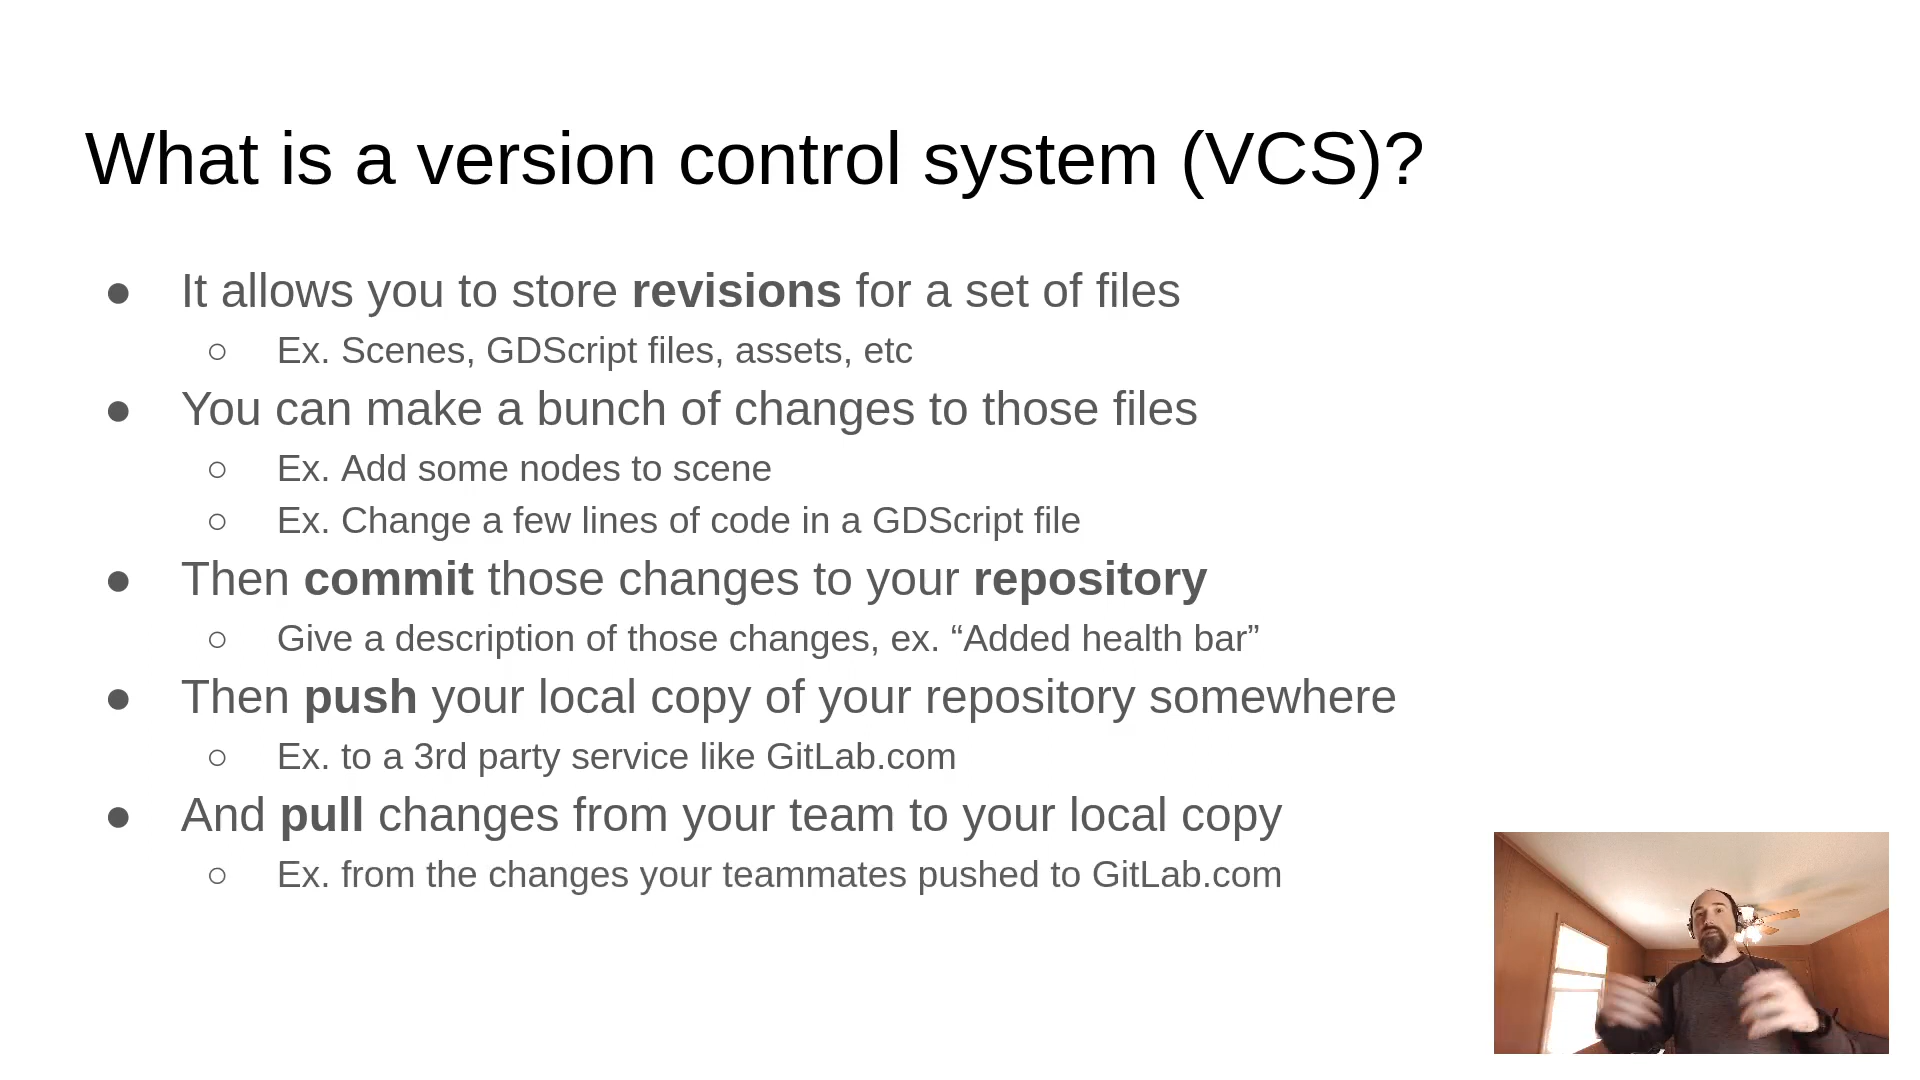 What is a version control system (VCS)?
● It allows you to store revisions for a set of files
○ Ex. Scenes, GDScript files, assets, etc
● You can make a bunch of changes to those files
○ Ex. Add some nodes to scene
○ Ex. Change a few lines of code in a GDScript file
● Then commit those changes to your repository
○ Give a description of those changes, ex. “Added health bar”
● Then push your local copy of your repository somewhere
○ Ex. to a 3rd party service like GitLab.com
● And pull changes from your team to your local copy
○ Ex. from the changes your teammates pushed to GitLab.com